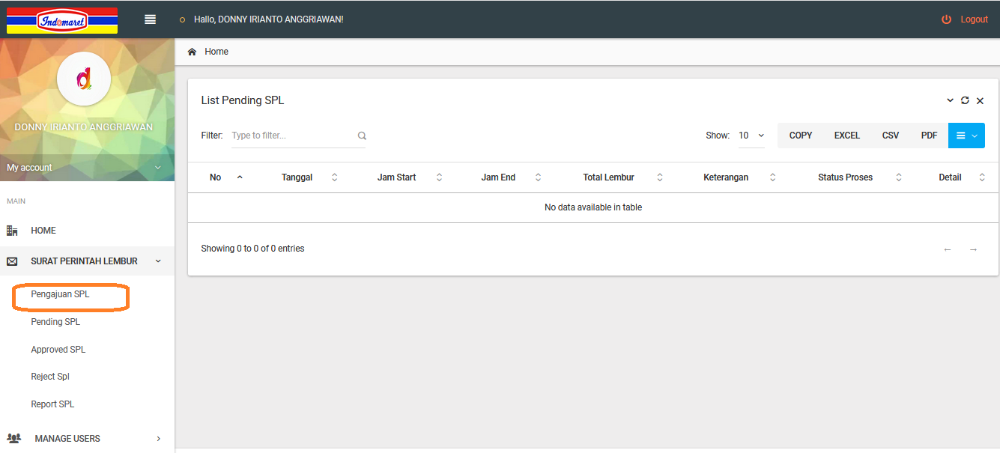 Indomaret
Hallo, DONNY IRIANTO ANGGRIAWAN!
Logout
DONNY IRIANTO ANGGRIAWAN
My account
MAIN
HOME
SURAT PERINTAH LEMBUR
Pengajuan SPL
Pending SPL
Approved SPL
Reject Spl
Report SPL
MANAGE USERS
Home
List Pending SPL
Filter: Type to filter... Show: 10 COPY EXCEL CSV PDF
No Tanggal Jam Start Jam End Total Lembur Keterangan Status Proses Detail
No data available in table
Showing 0 to 0 of 0 entries ← →